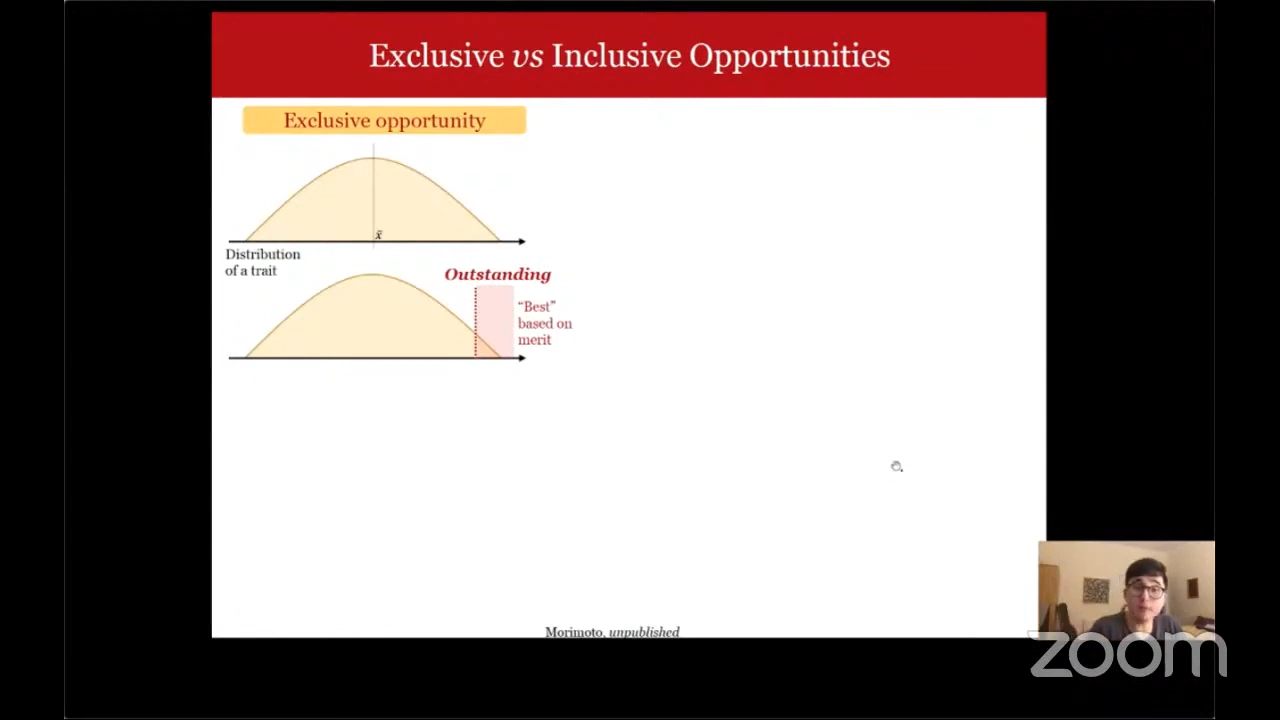 Exclusive vs Inclusive Opportunities
Exclusive opportunity
x̄
Distribution
of a trait
Outstanding
“Best”
based on
merit
Morimoto, unpublished
zoom